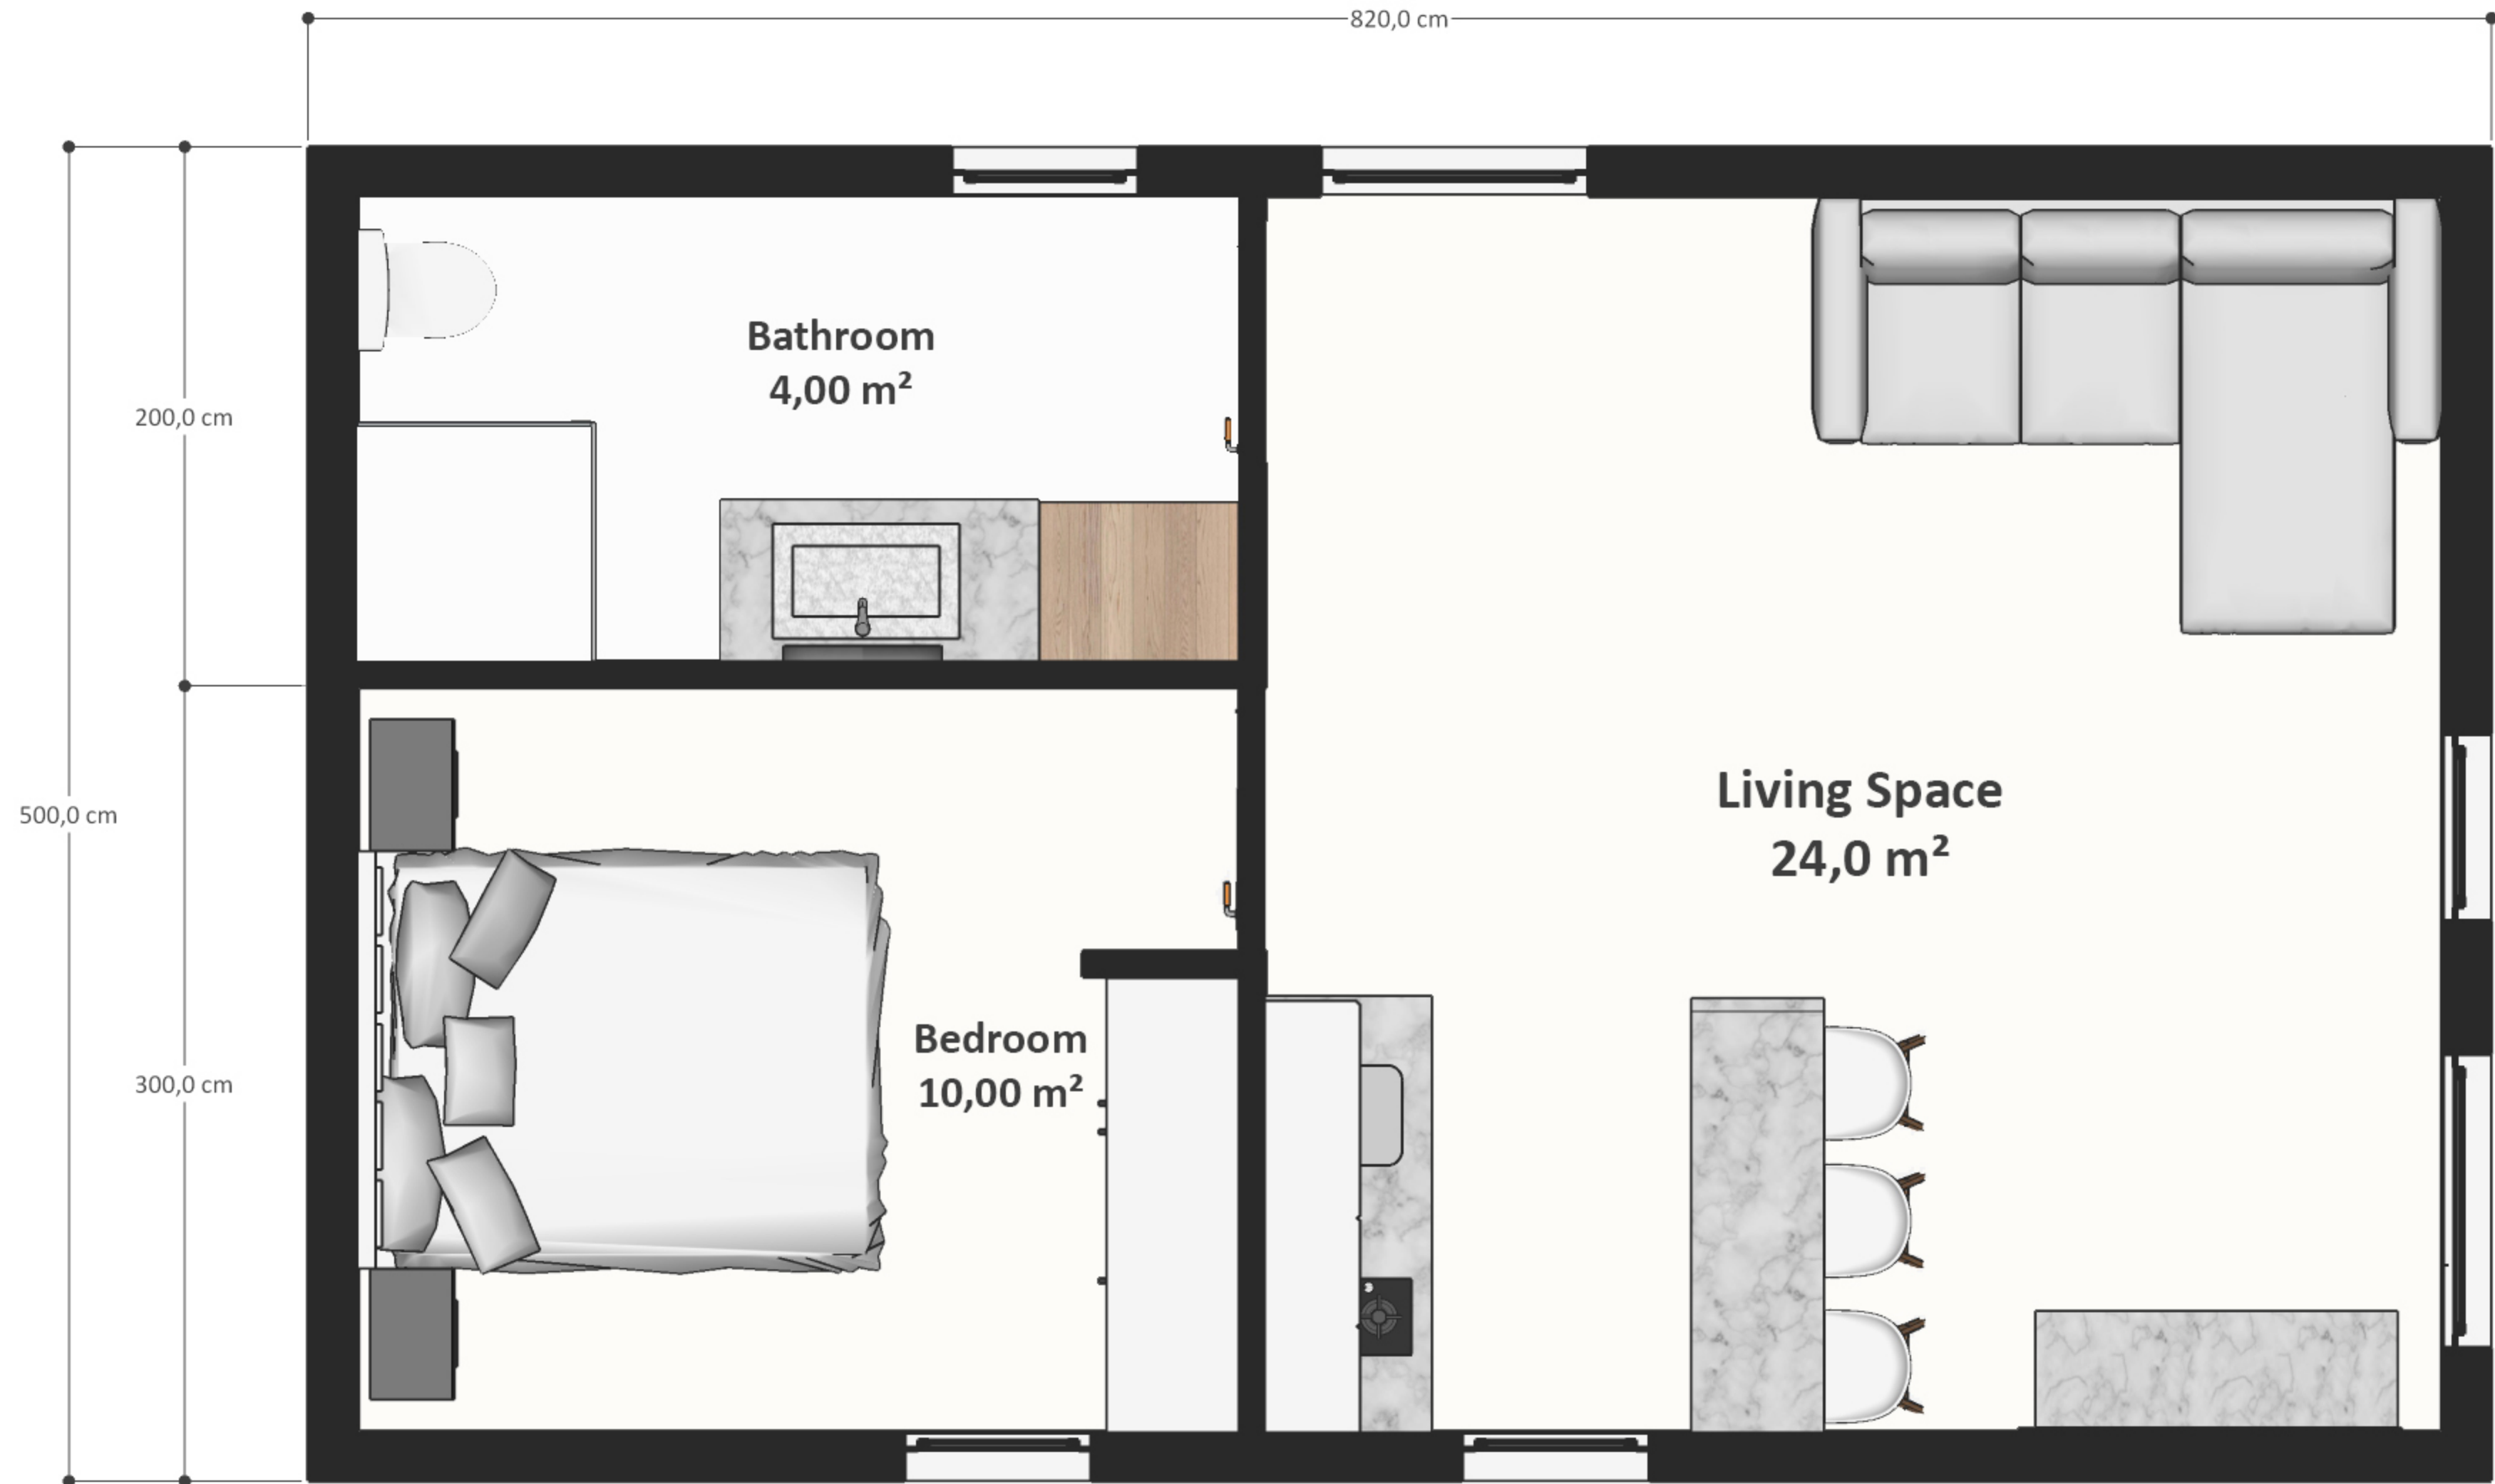 820,0 cm
200,0 cm
Bathroom
4,00 m²
500,0 cm
Living Space
24,0 m²
300,0 cm
Bedroom
10,00 m²